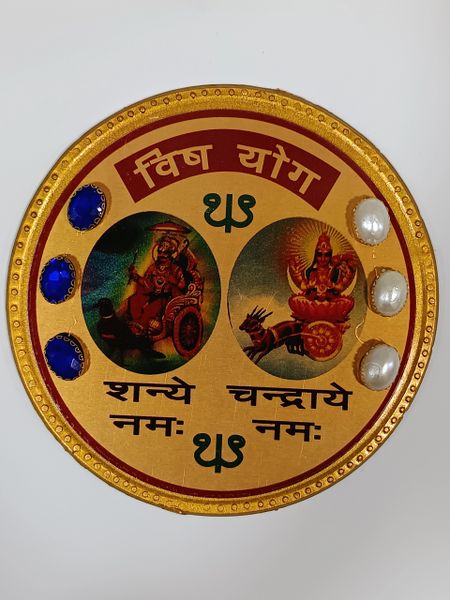 विष योग
शन्ये चन्द्राये
नमः नमः